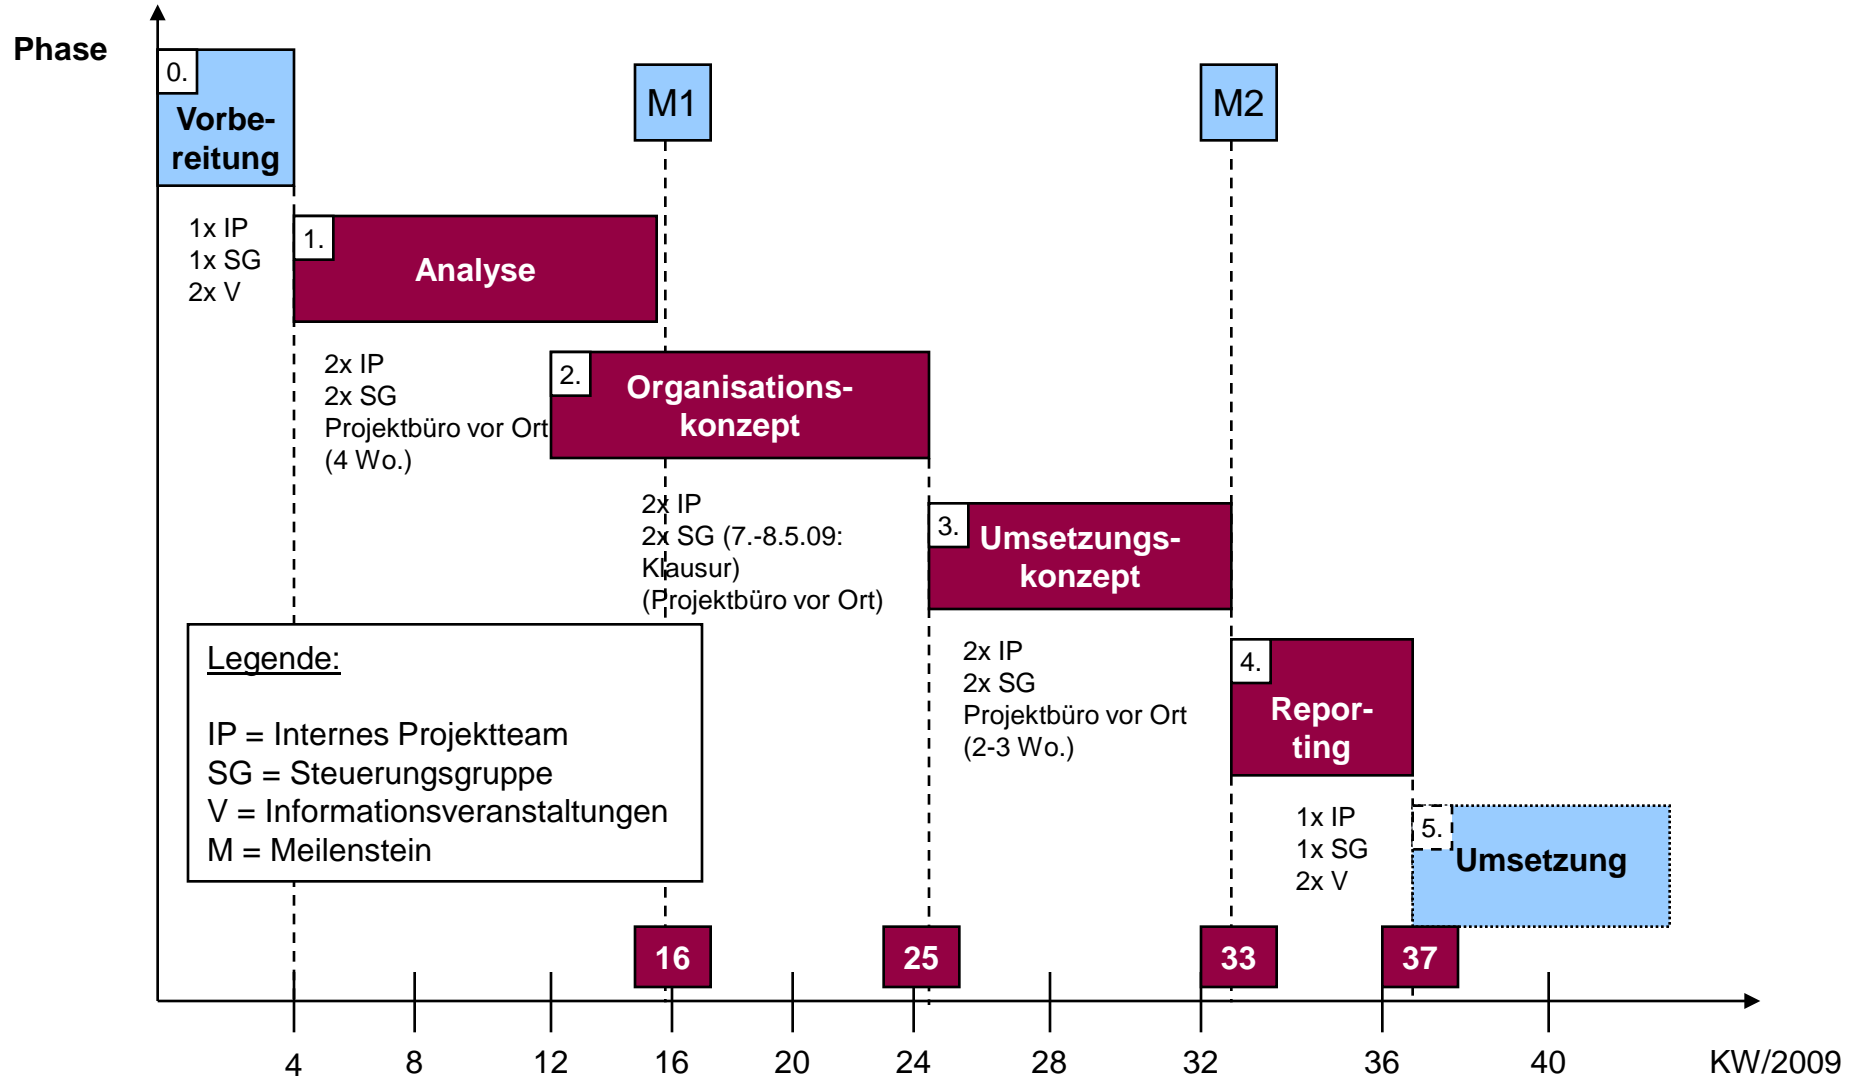 Phase
0.
Vorbe-
reitung
M1
M2
1x IP
1x SG
2x V
1.
Analyse
2x IP
2x SG
Projektbüro vor Ort
(4 Wo.)
2.
Organisations-
konzept
2x IP
2x SG (7.-8.5.09:
Klausur)
(Projektbüro vor Ort)
3.
Umsetzungs-
konzept
2x IP
2x SG
Projektbüro vor Ort
(2-3 Wo.)
4.
Repor-
ting
1x IP
1x SG
2x V
5.
Umsetzung
Legende:
IP = Internes Projektteam
SG = Steuerungsgruppe
V = Informationsveranstaltungen
M = Meilenstein
16
25
33
37
4
8
12
16
20
24
28
32
36
40
KW/2009